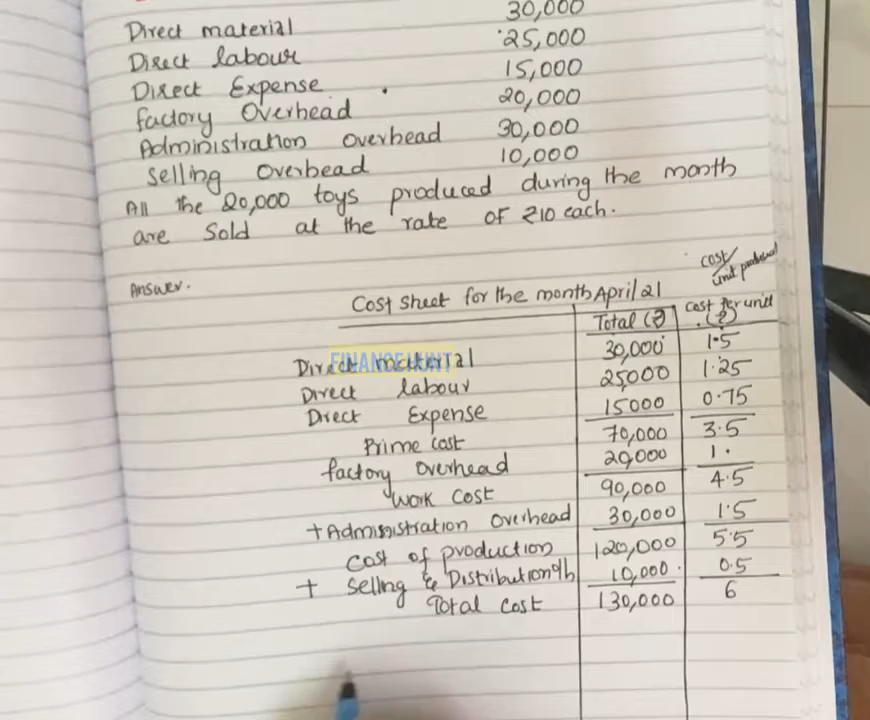 Direct material 30,000
Direct labour 25,000
Direct Expense 15,000
factory Overhead 20,000
Administration overhead 30,000
Selling Overhead 10,000
All the 20,000 toys produced during the month
are sold at the rate of ₹10 each.
Answer.
Cost sheet for the month April 21
cost/
unit produced
Total (₹) cost per unit (₹)
Direct material 30,000 1.5
FINANCE HUNT
Direct labour 25000 1.25
Direct Expense 15000 0.75
Prime cost 70,000 3.5
factory overhead 20,000 1.
Work cost 90,000 4.5
+ Administration Overhead 30,000 1.5
Cost of production 120,000 5.5
+ Selling & Distribution o/h 10,000. 0.5
Total cost 130,000 6